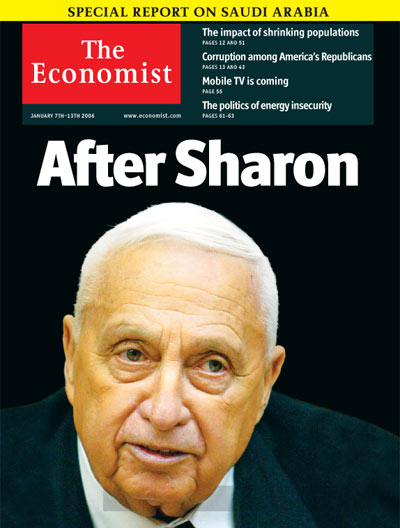 SPECIAL REPORT ON SAUDI ARABIA
The
Economist
JANUARY 7TH-13TH 2006 www.economist.com
The impact of shrinking populations
PAGES 12 AND 51
Corruption among America's Republicans
PAGES 13 AND 43
Mobile TV is coming
PAGE 56
The politics of energy insecurity
PAGES 61-63
After Sharon